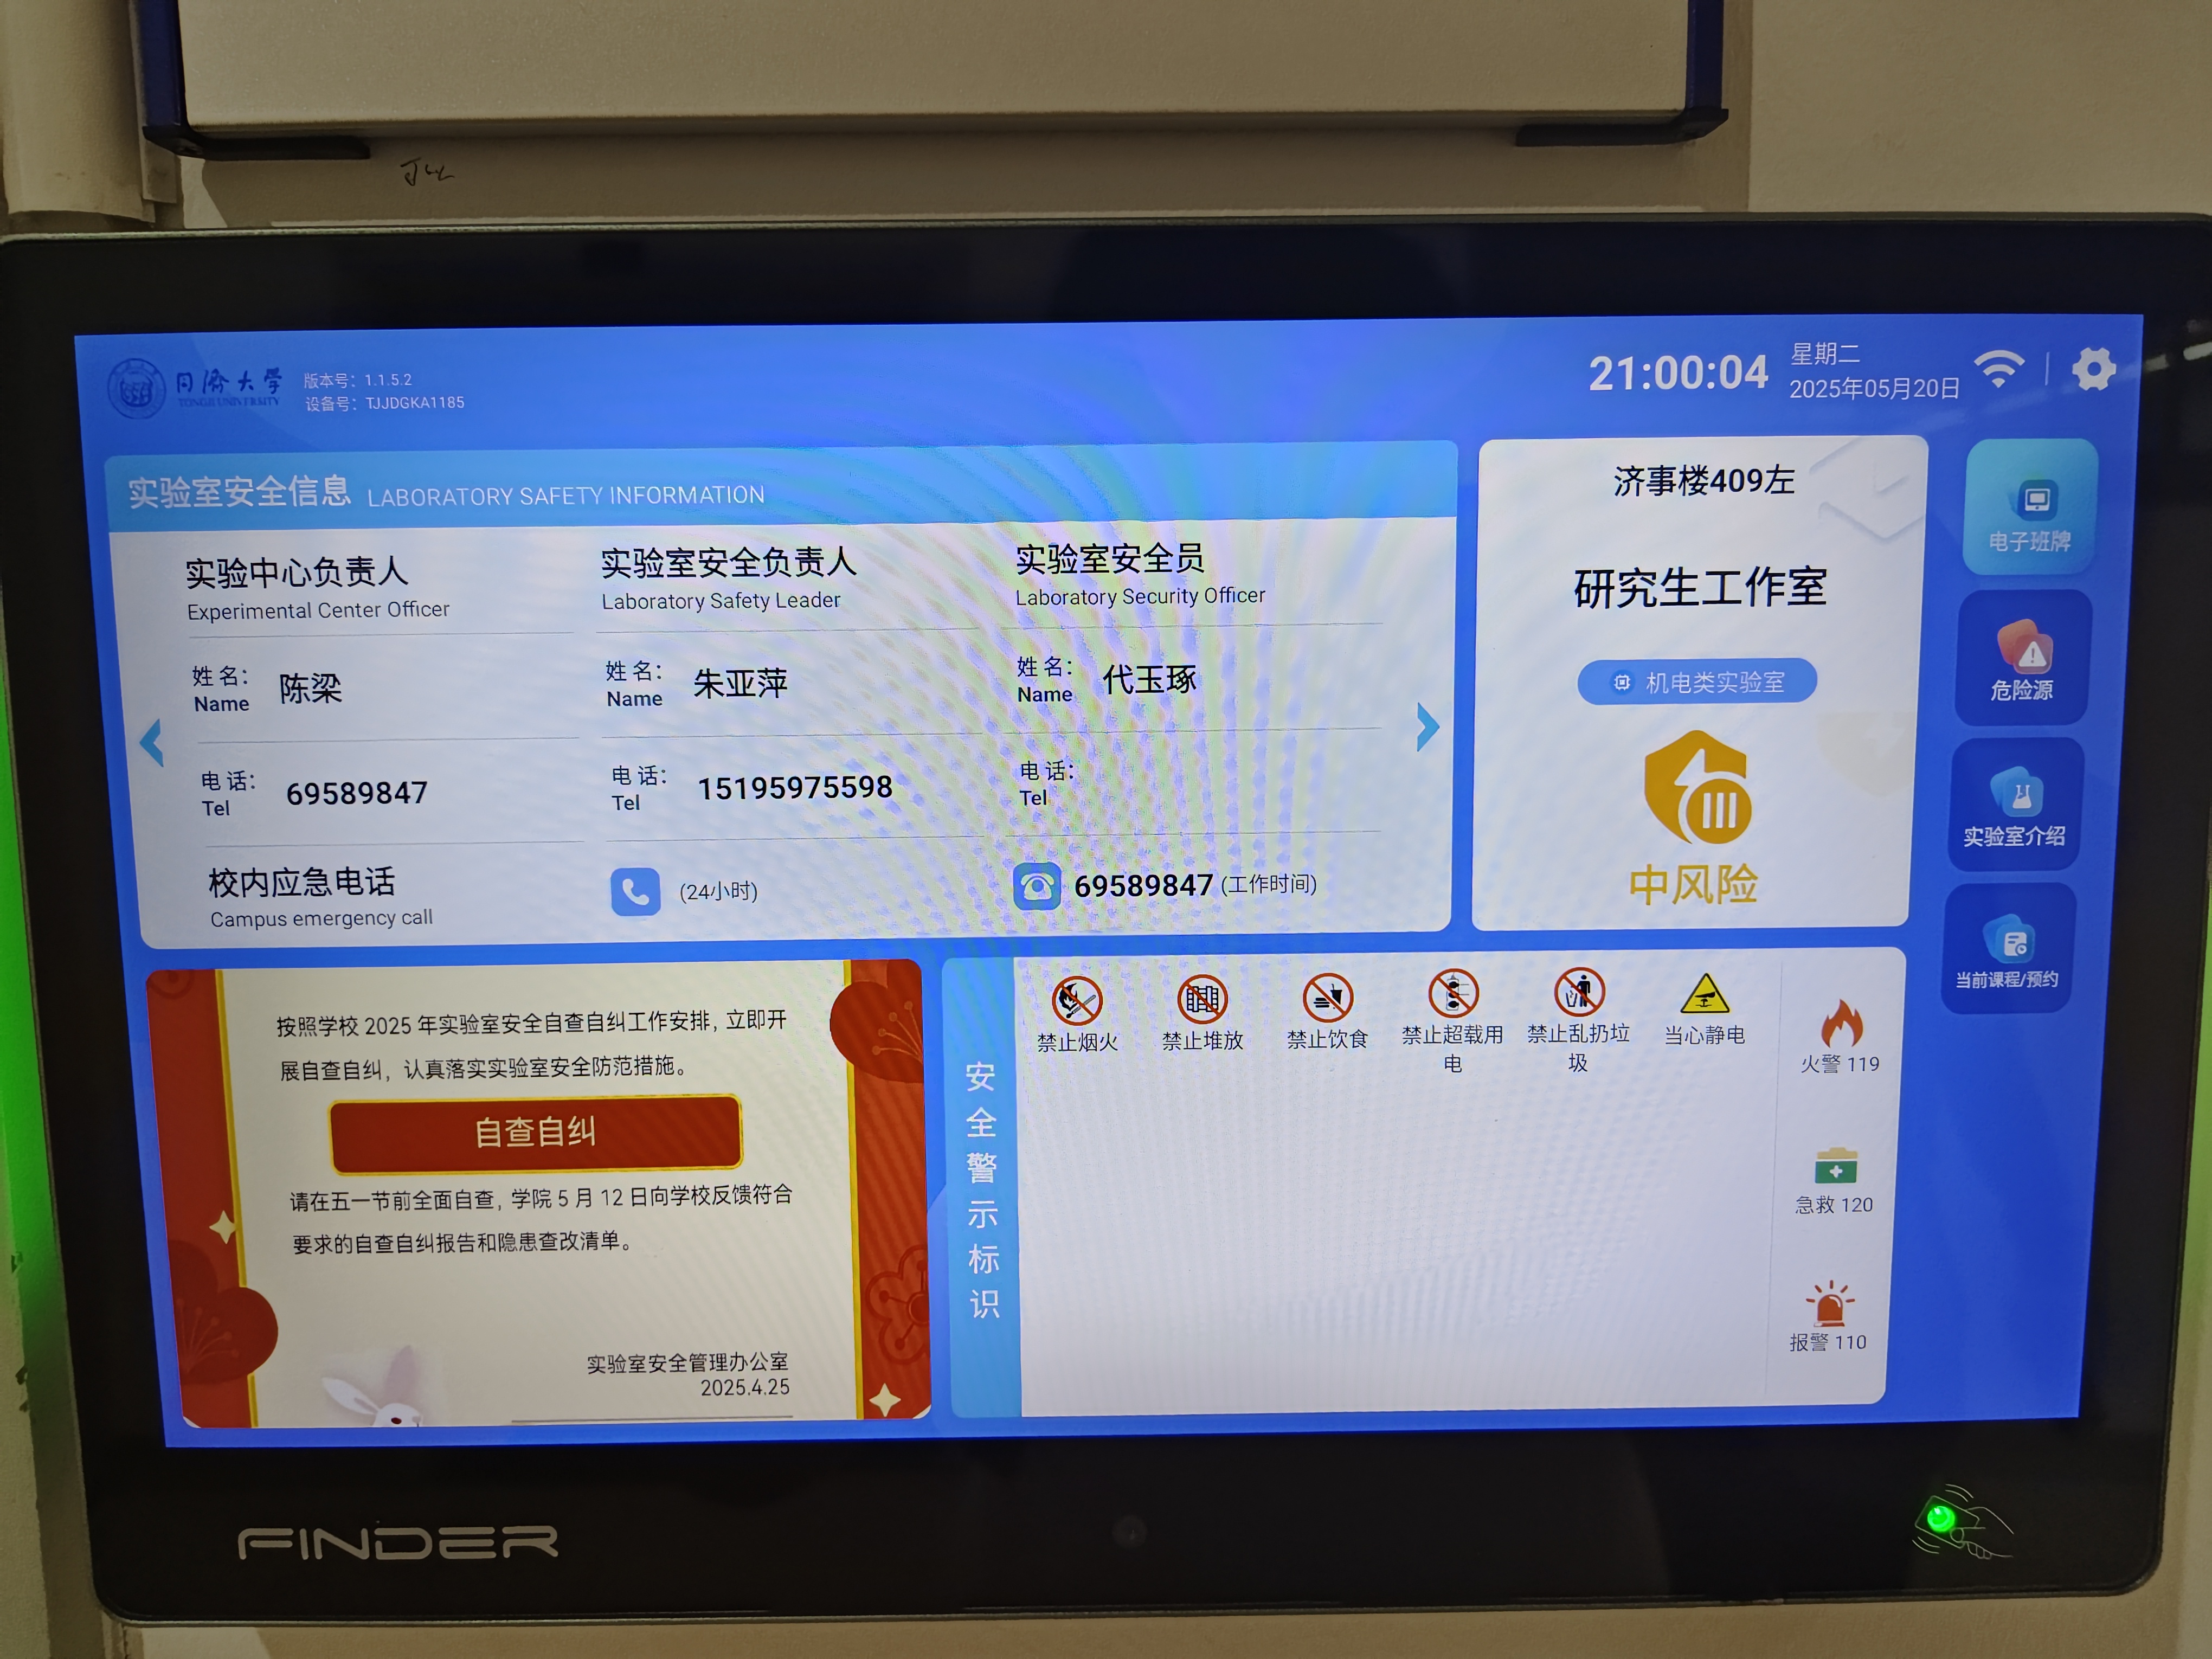 同济大学
TONGJI UNIVERSITY
版本号：1.1.5.2
设备号：TJJDGKA1185
21:00:04
星期二
2025年05月20日
实验室安全信息 LABORATORY SAFETY INFORMATION
实验中心负责人
Experimental Center Officer
姓 名：
Name
陈梁
电 话：
Tel
69589847
实验室安全负责人
Laboratory Safety Leader
姓 名：
Name
朱亚萍
电 话：
Tel
15195975598
实验室安全员
Laboratory Security Officer
姓 名：
Name
代玉琢
电 话：
Tel
校内应急电话
Campus emergency call
(24小时)
69589847 (工作时间)
济事楼409左
研究生工作室
机电类实验室
中风险
电子班牌
危险源
实验室介绍
当前课程/预约
按照学校 2025 年实验室安全自查自纠工作安排, 立即开
展自查自纠，认真落实实验室安全防范措施。
自查自纠
请在五一节前全面自查, 学院 5 月 12 日向学校反馈符合
要求的自查自纠报告和隐患查改清单。
实验室安全管理办公室
2025.4.25
安全警示标识
禁止烟火
禁止堆放
禁止饮食
禁止超载用
电
禁止乱扔垃
圾
当心静电
火警 119
急救 120
报警 110
FINDER